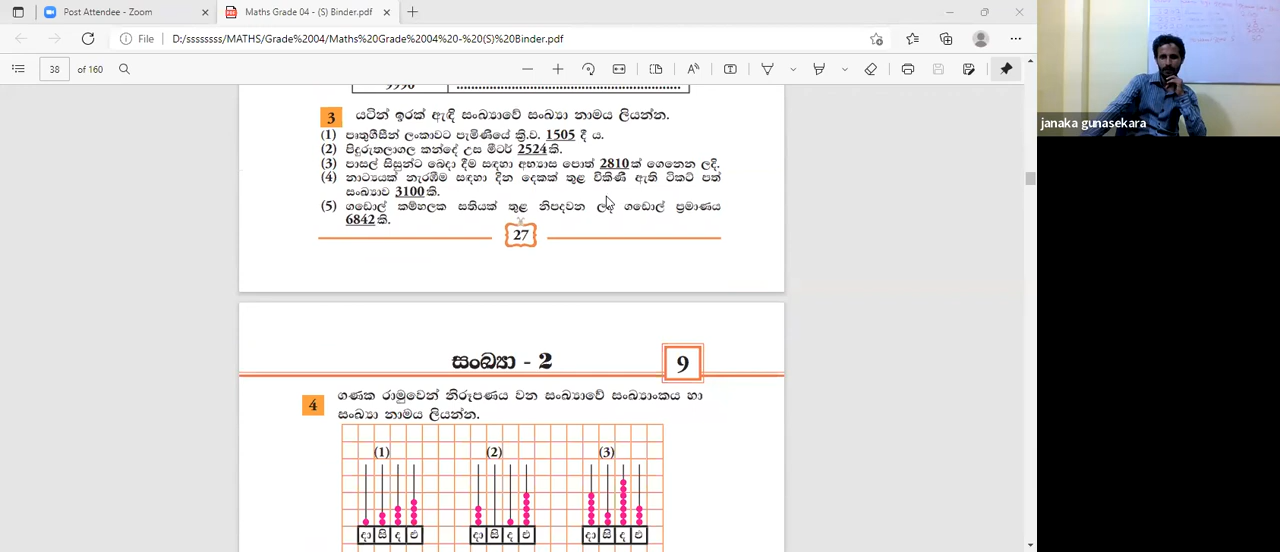 Post Attendee - Zoom
Maths Grade 04 - (S) Binder.pdf
File
D:/ssssssss/MATHS/Grade%2004/Maths%20Grade%2004%20-%20(S)%20Binder.pdf
38
of 160
janaka gunasekara
9990
3 යටින් ඉරක් ඇඳි සංඛ්‍යාවේ සංඛ්‍යා නාමය ලියන්න.
(1) පෘතුගීසීන් ලංකාවට පැමිණියේ ක්‍රි.ව. 1505 දී ය.
(2) පිදුරුතලාගල කන්දේ උස මීටර් 2524කි.
(3) පාසල් සිසුන්ට බෙදා දීම සඳහා අභ්‍යාස පොත් 2810ක් ගෙනෙන ලදි.
(4) නාට්‍යයක් නැරඹීම සඳහා දින දෙකක් තුළ විකිණී ඇති ටිකට් පත්
සංඛ්‍යාව 3100කි.
(5) ගඩොල් කම්හලක සතියක් තුළ නිපදවන ලද ගඩොල් ප්‍රමාණය
6842කි.
27
සංඛ්‍යා - 2
9
4 ගණක රාමුවෙන් නිරූපණය වන සංඛ්‍යාවේ සංඛ්‍යාංකය හා
සංඛ්‍යා නාමය ලියන්න.
(1) (2) (3)
දා සි ද එ දා සි ද එ දා සි ද එ